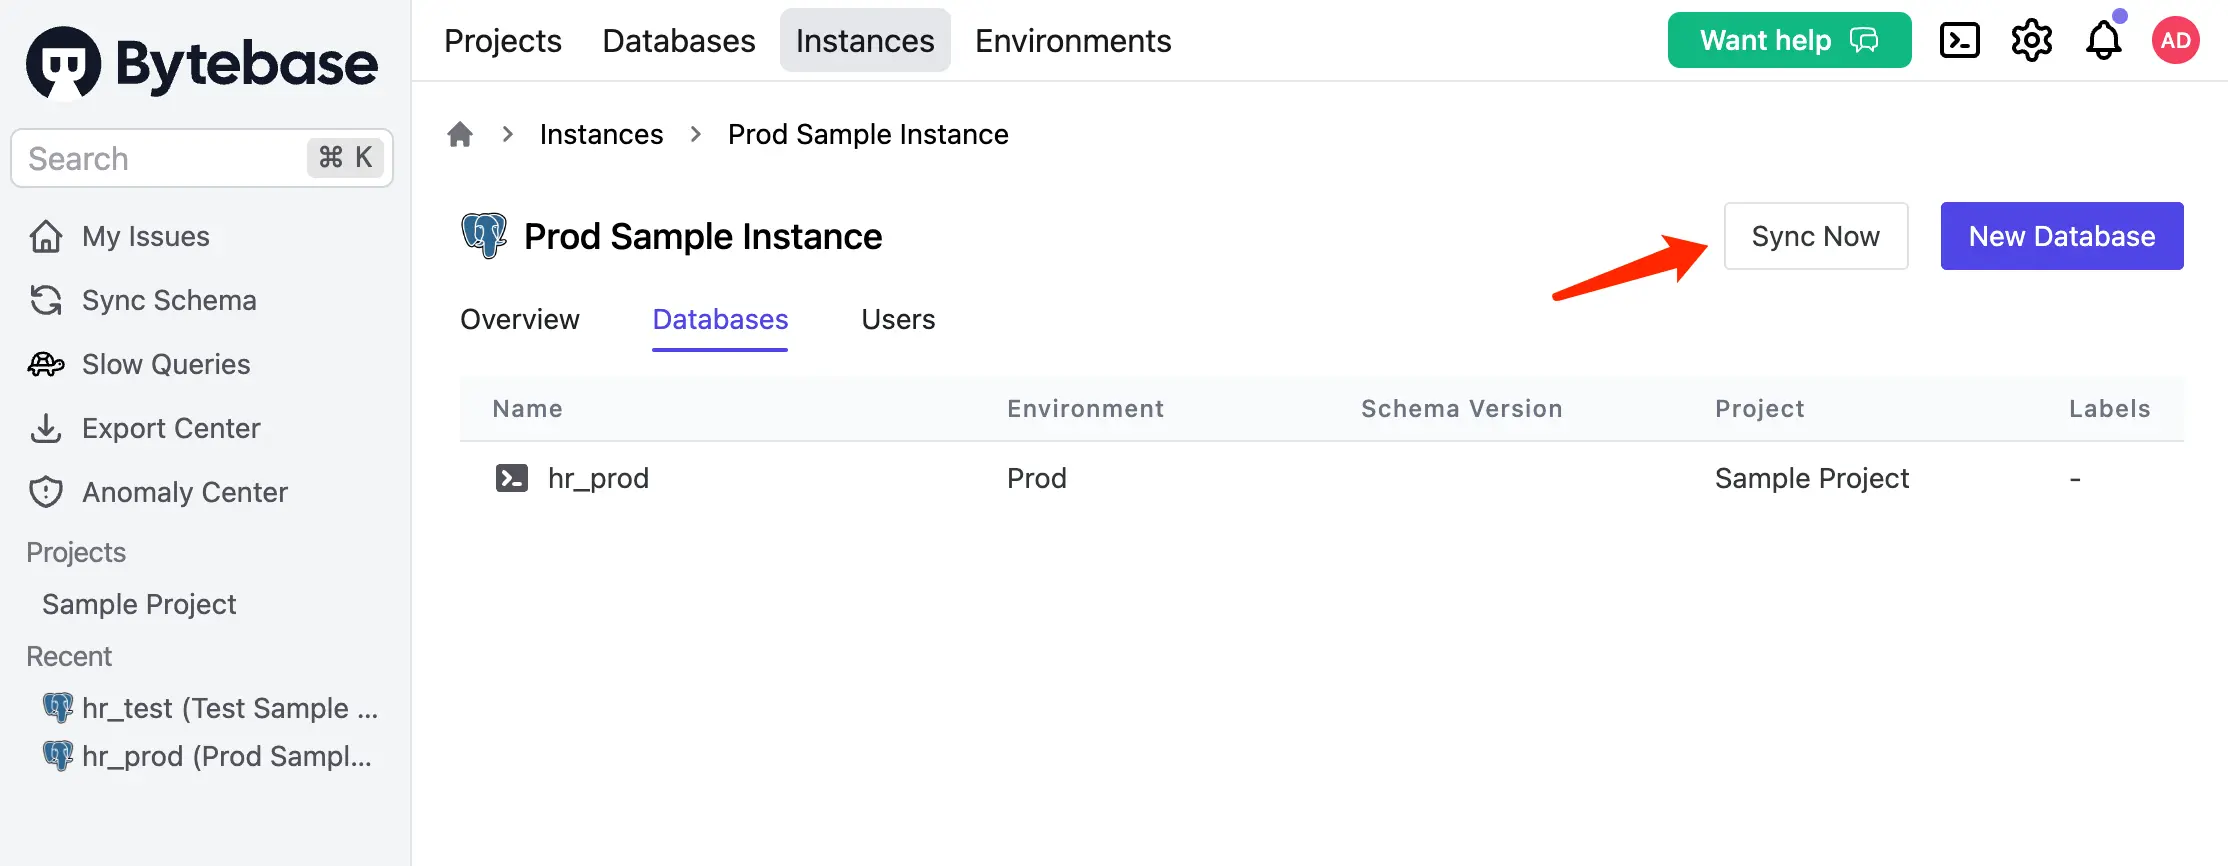 Bytebase
Projects Databases Instances Environments Want help AD
Search ⌘ K
Instances > Prod Sample Instance
Prod Sample Instance Sync Now New Database
Overview Databases Users
Name Environment Schema Version Project Labels
hr_prod Prod Sample Project -
My Issues
Sync Schema
Slow Queries
Export Center
Anomaly Center
Projects
Sample Project
Recent
hr_test (Test Sample ...
hr_prod (Prod Sampl...